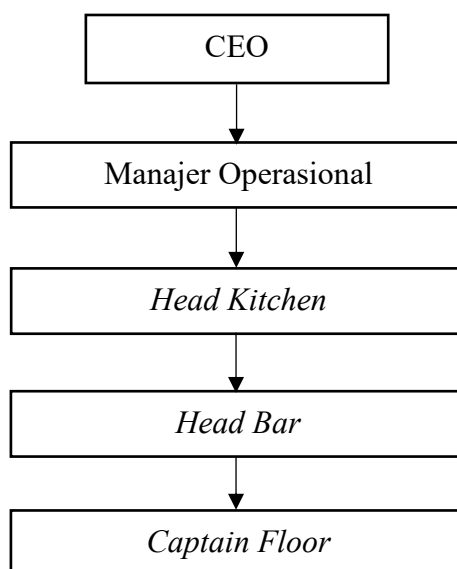 CEO
Manajer Operasional
Head Kitchen
Head Bar
Captain Floor